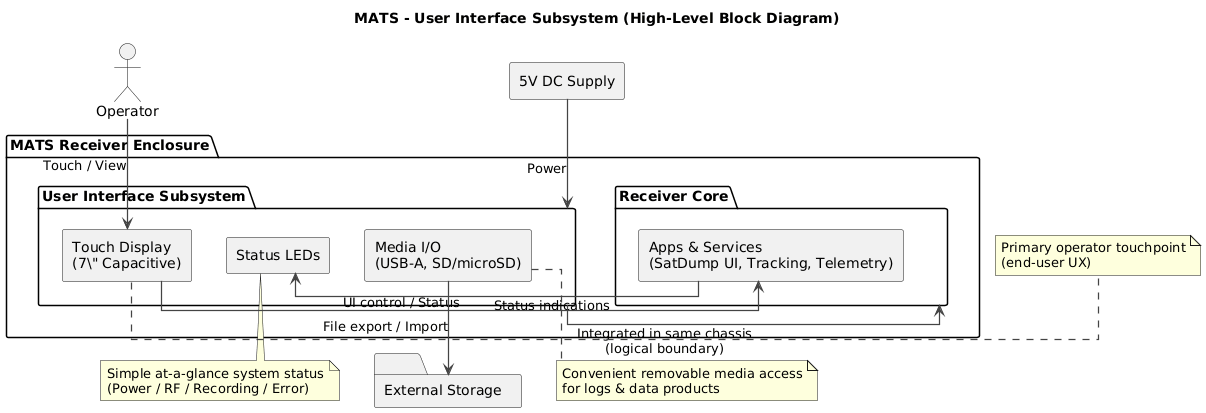 MATS - User Interface Subsystem (High-Level Block Diagram)
Operator
5V DC Supply
MATS Receiver Enclosure
Touch / View
Power
User Interface Subsystem
Receiver Core
Touch Display
(7\" Capacitive)
Status LEDs
Media I/O
(USB-A, SD/microSD)
Apps & Services
(SatDump UI, Tracking, Telemetry)
Primary operator touchpoint
(end-user UX)
UI control / Status
Status indications
File export / Import
Integrated in same chassis
(logical boundary)
Simple at-a-glance system status
(Power / RF / Recording / Error)
External Storage
Convenient removable media access
for logs & data products